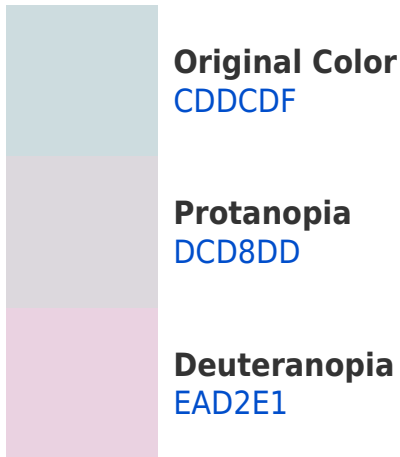 Original Color
CDDCDF
Protanopia
DCD8DD
Deuteranopia
EAD2E1